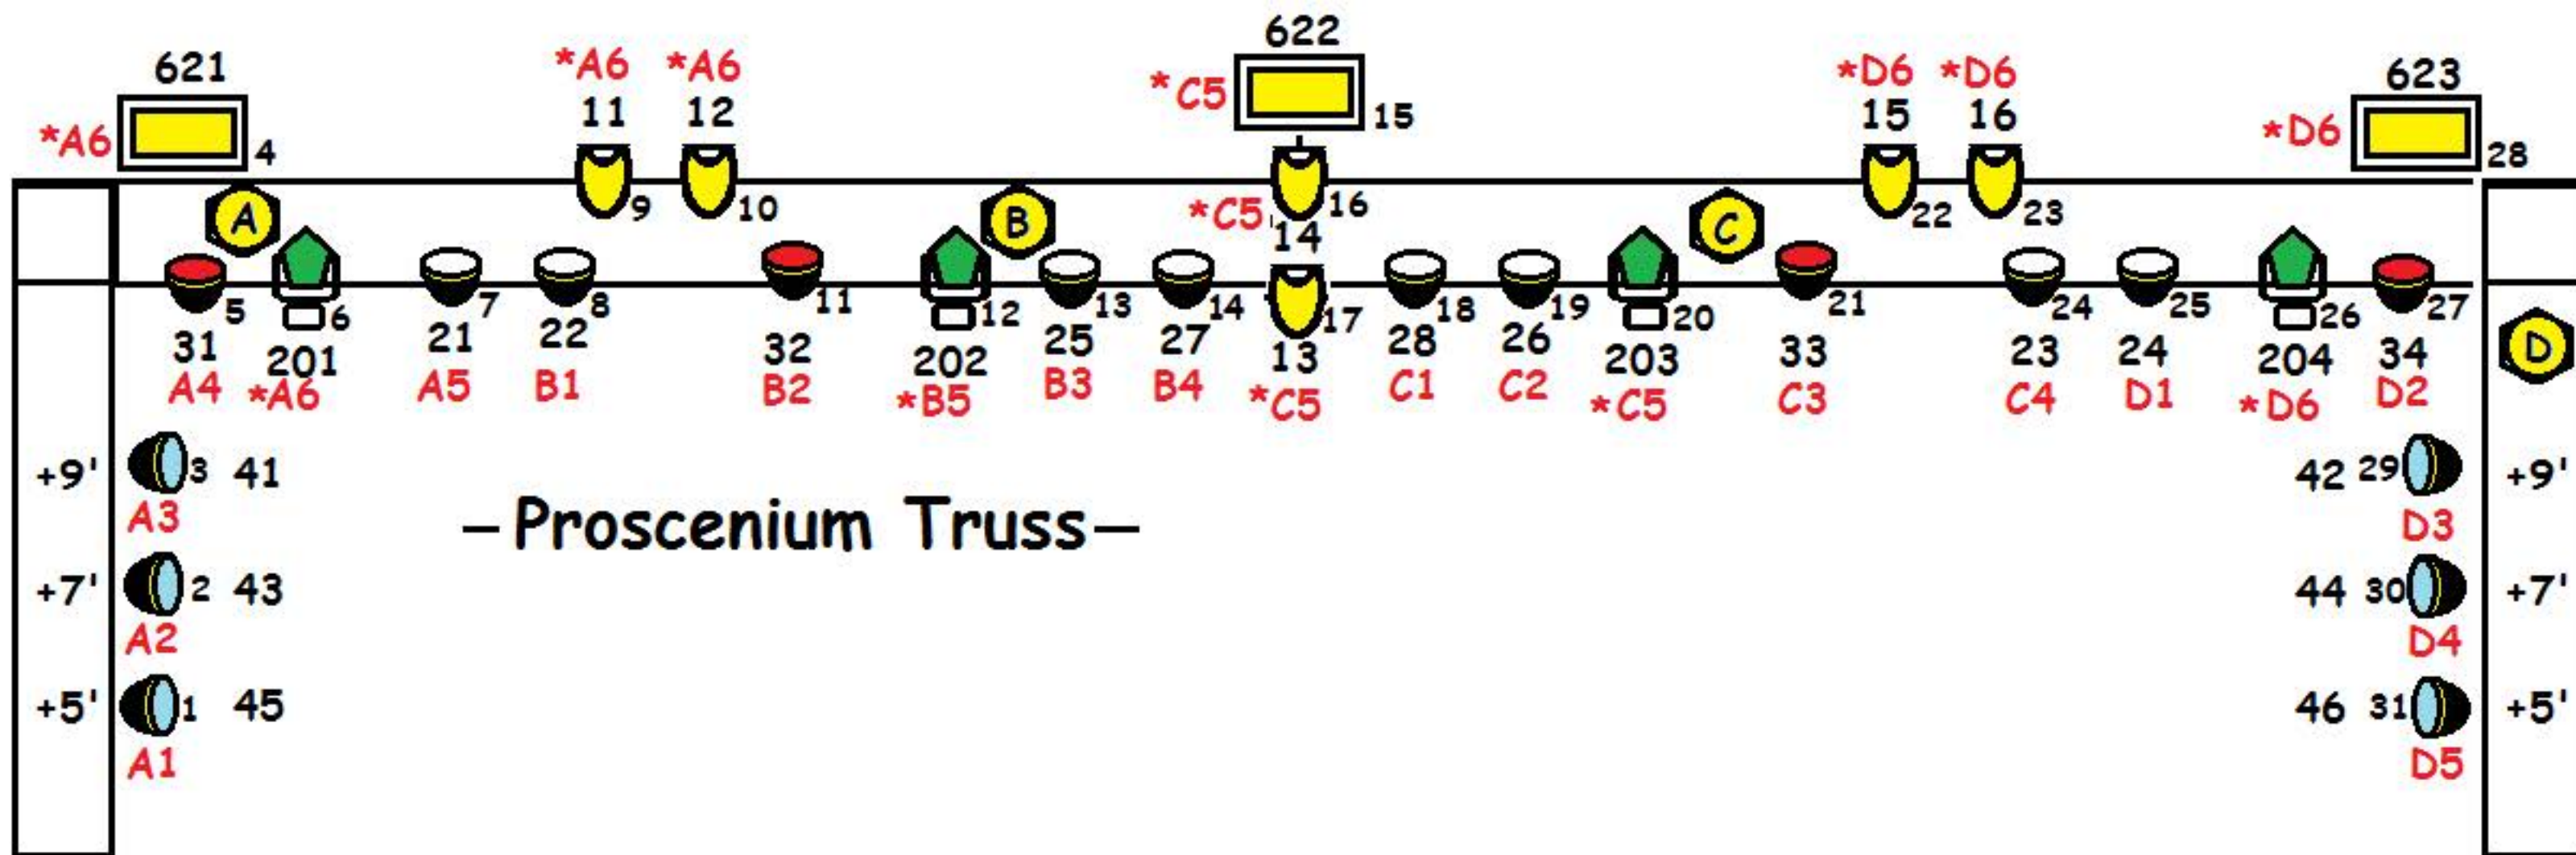 621 *A6 *A6 622 *D6 *D6 623
*A6 4 11 12 *C5 15 15 16 *D6 28
9 10 *C5 16 22 23
A B 14 C
5 6 7 8 11 12 13 14 17 18 19 20 21 24 25 26 27
31 201 21 22 32 202 25 27 13 28 26 203 33 23 24 204 34 D
A4 *A6 A5 B1 B2 *B5 B3 B4 *C5 C1 C2 *C5 C3 C4 D1 *D6 D2
+9' 3 41 42 29 +9'
A3 D3
-Proscenium Truss-
+7' 2 43 44 30 +7'
A2 D4
+5' 1 45 46 31 +5'
A1 D5